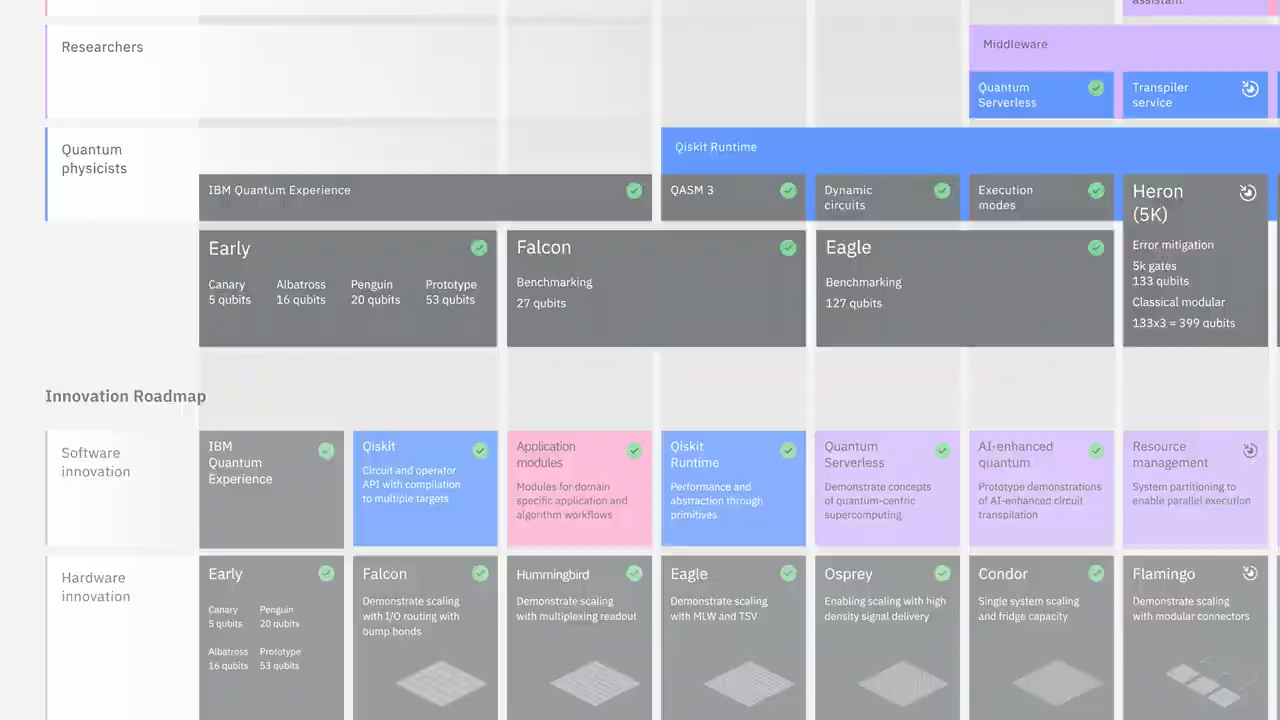 assistant
Researchers
Middleware
Quantum
Serverless
Transpiler
service
Quantum
physicists
Qiskit Runtime
IBM Quantum Experience
QASM 3
Dynamic
circuits
Execution
modes
Heron
(5K)
Error mitigation
5k gates
133 qubits
Classical modular
133x3 = 399 qubits
Early
Canary
5 qubits
Albatross
16 qubits
Penguin
20 qubits
Prototype
53 qubits
Falcon
Benchmarking
27 qubits
Eagle
Benchmarking
127 qubits
Innovation Roadmap
Software
innovation
IBM
Quantum
Experience
Qiskit
Circuit and operator
API with compilation
to multiple targets
Application
modules
Modules for domain
specific application and
algorithm workflows
Qiskit
Runtime
Performance and
abstraction through
primitives
Quantum
Serverless
Demonstrate concepts
of quantum-centric
supercomputing
AI-enhanced
quantum
Prototype demonstrations
of AI-enhanced circuit
transpilation
Resource
management
System partitioning to
enable parallel execution
Hardware
innovation
Early
Canary
5 qubits
Penguin
20 qubits
Albatross
16 qubits
Prototype
53 qubits
Falcon
Demonstrate scaling
with I/O routing with
bump bonds
Hummingbird
Demonstrate scaling
with multiplexing readout
Eagle
Demonstrate scaling
with MLW and TSV
Osprey
Enabling scaling with high
density signal delivery
Condor
Single system scaling
and fridge capacity
Flamingo
Demonstrate scaling
with modular connectors